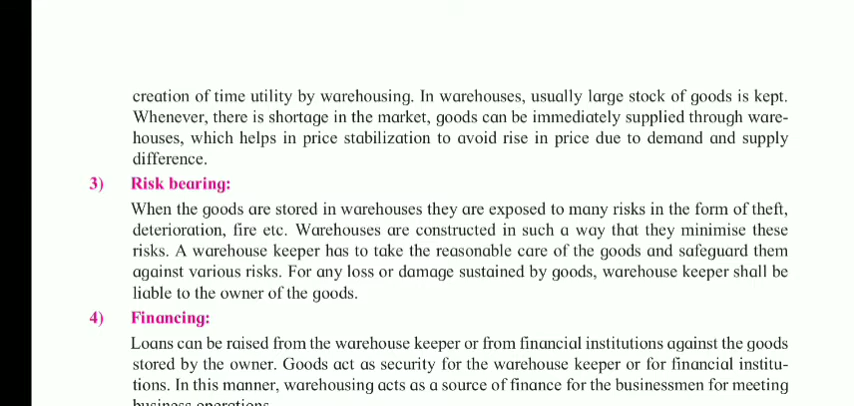 creation of time utility by warehousing. In warehouses, usually large stock of goods is kept.
Whenever, there is shortage in the market, goods can be immediately supplied through ware-
houses, which helps in price stabilization to avoid rise in price due to demand and supply
difference.
3) Risk bearing:
When the goods are stored in warehouses they are exposed to many risks in the form of theft,
deterioration, fire etc. Warehouses are constructed in such a way that they minimise these
risks. A warehouse keeper has to take the reasonable care of the goods and safeguard them
against various risks. For any loss or damage sustained by goods, warehouse keeper shall be
liable to the owner of the goods.
4) Financing:
Loans can be raised from the warehouse keeper or from financial institutions against the goods
stored by the owner. Goods act as security for the warehouse keeper or for financial institu-
tions. In this manner, warehousing acts as a source of finance for the businessmen for meeting
business operations.